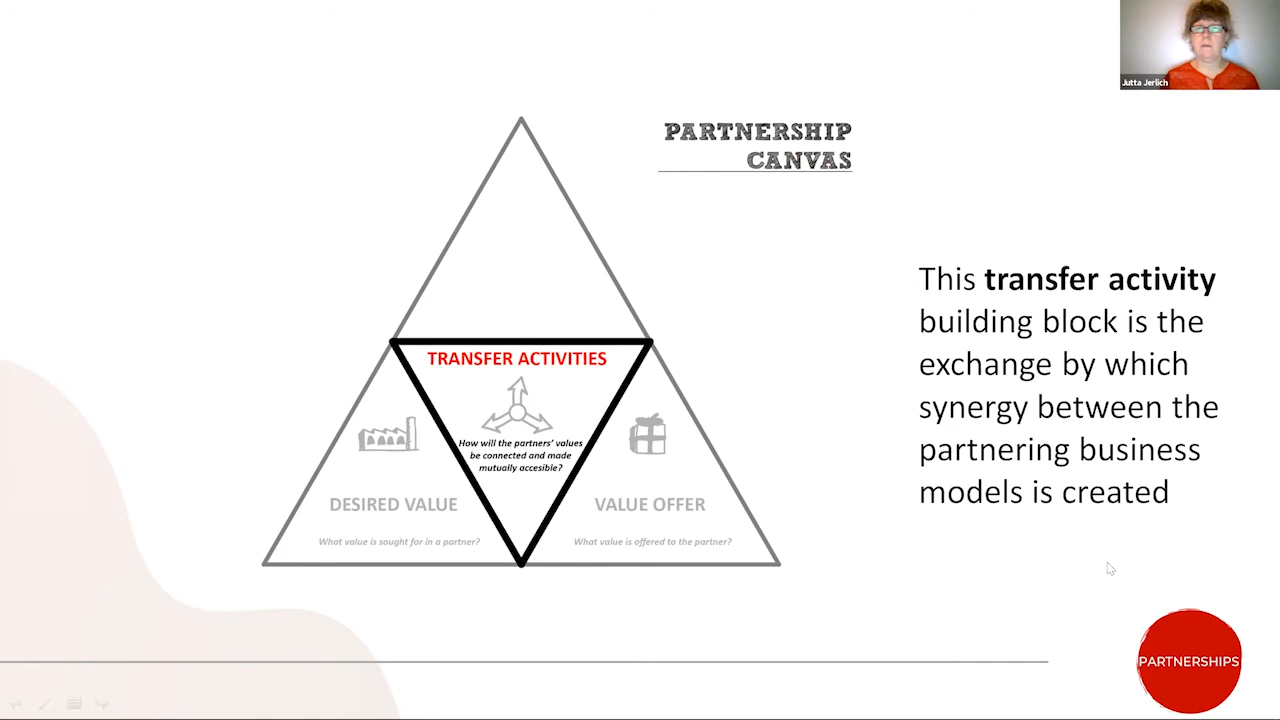 Jutta Jerlich
PARTNERSHIP
CANVAS
TRANSFER ACTIVITIES
How will the partners' values
be connected and made
mutually accesible?
DESIRED VALUE
What value is sought for in a partner?
VALUE OFFER
What value is offered to the partner?
This transfer activity
building block is the
exchange by which
synergy between the
partnering business
models is created
PARTNERSHIPS